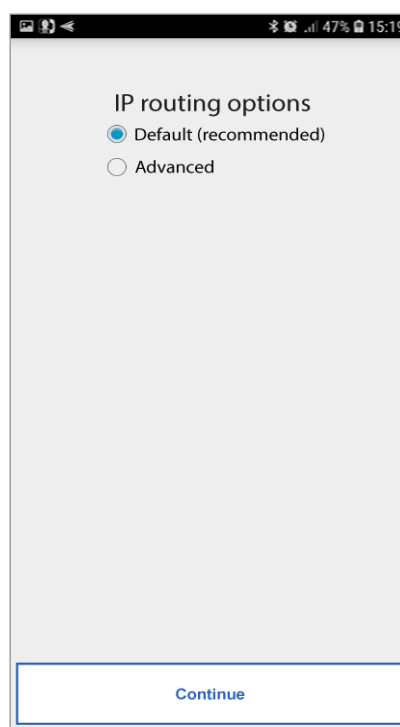 47% 15:19
IP routing options
Default (recommended)
Advanced
Continue